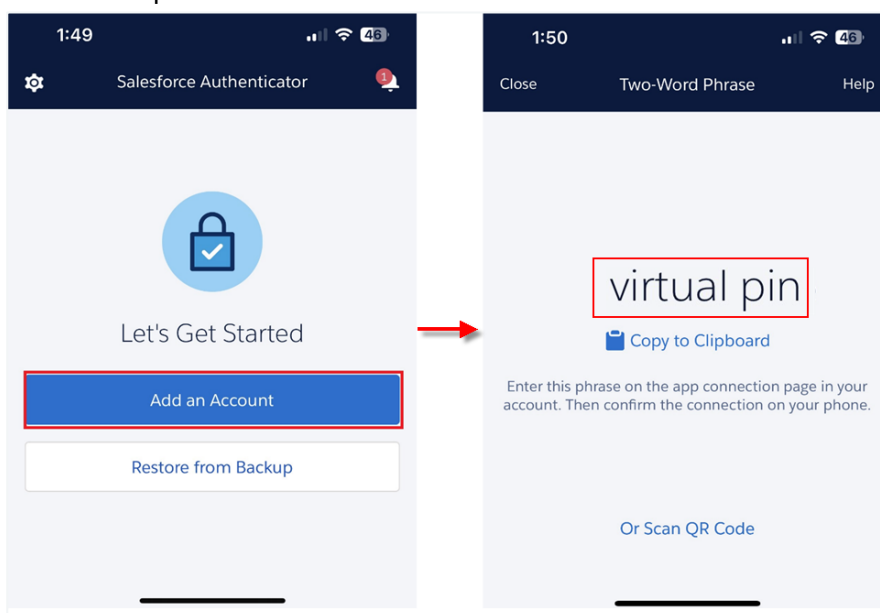 1:49
46
Salesforce Authenticator
1
Let's Get Started
Add an Account
Restore from Backup
1:50
46
Close
Two-Word Phrase
Help
virtual pin
Copy to Clipboard
Enter this phrase on the app connection page in your
account. Then confirm the connection on your phone.
Or Scan QR Code